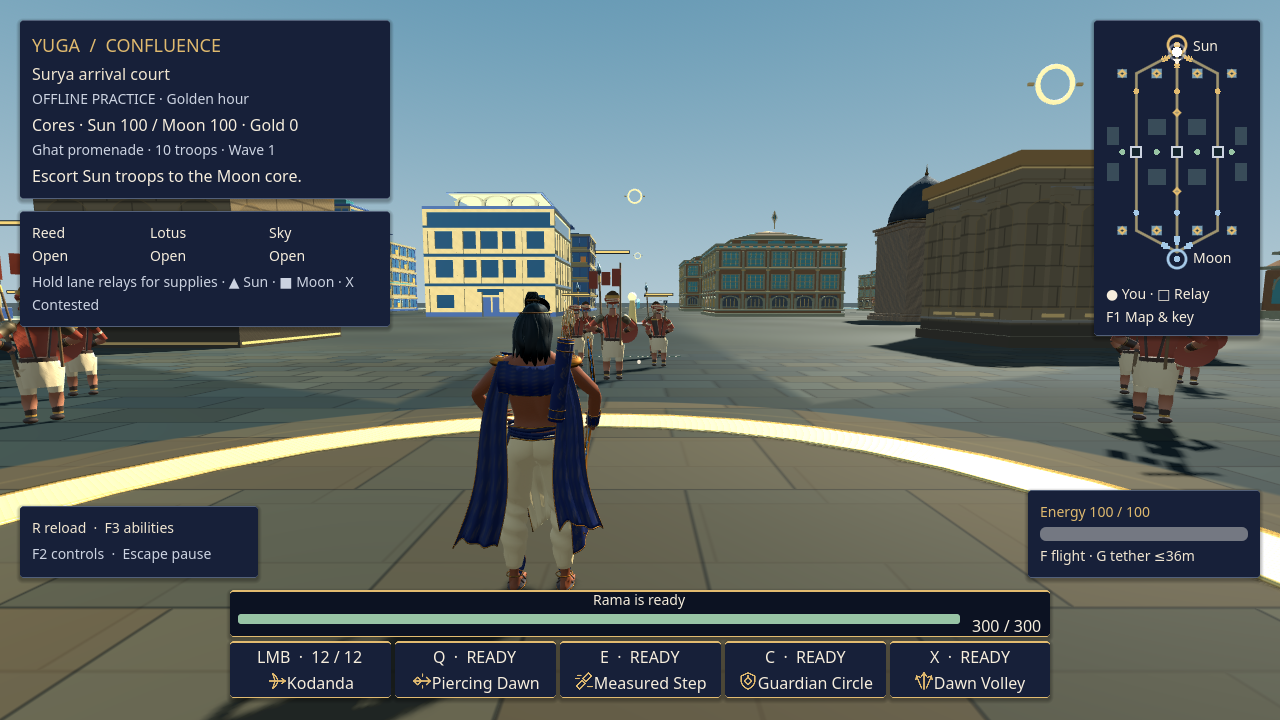 YUGA / CONFLUENCE
Surya arrival court
OFFLINE PRACTICE · Golden hour
Cores · Sun 100 / Moon 100 · Gold 0
Ghat promenade · 10 troops · Wave 1
Escort Sun troops to the Moon core.
Reed Lotus Sky
Open Open Open
Hold lane relays for supplies · ▲ Sun · ■ Moon · X
Contested
Sun
Moon
● You · □ Relay
F1 Map & key
R reload · F3 abilities
F2 controls · Escape pause
Energy 100 / 100
F flight · G tether ≤36m
Rama is ready
300 / 300
LMB · 12 / 12
Kodanda
Q · READY
Piercing Dawn
E · READY
Measured Step
C · READY
Guardian Circle
X · READY
Dawn Volley